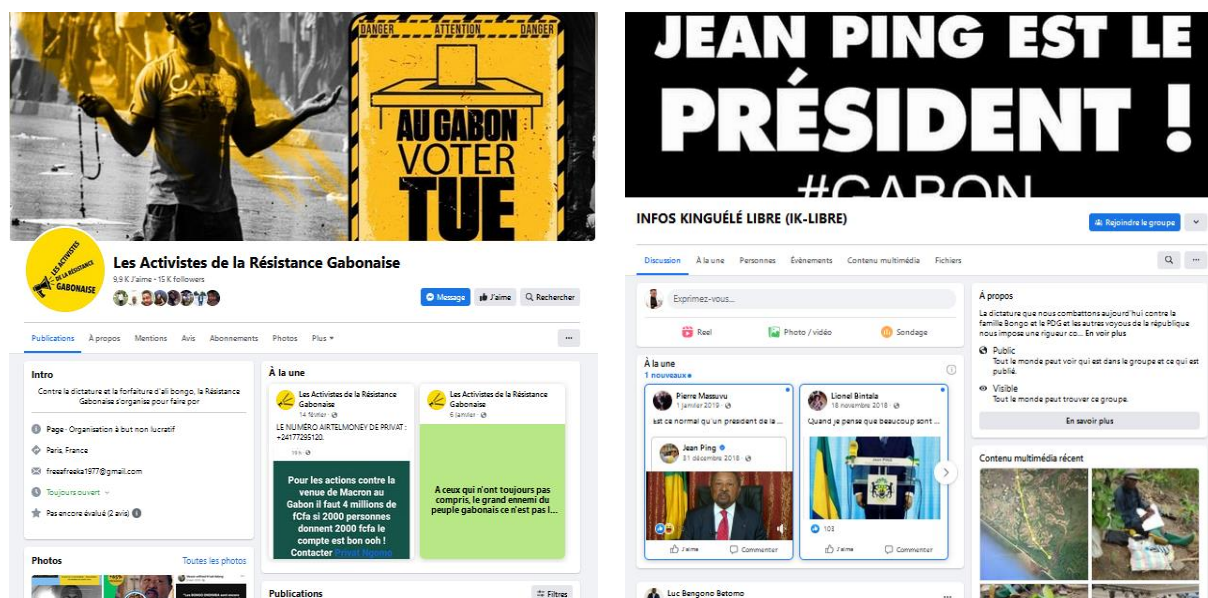 DANGER ATTENTION DANGER
AU GABON
VOTER
TUE
LES ACTIVISTES
DE LA RÉSISTANCE
GABONAISE
Les Activistes de la Résistance Gabonaise
9,9 K J'aime · 15 K followers
Message
J'aime
Rechercher
Publications
À propos
Mentions
Avis
Abonnements
Photos
Plus
Intro
Contre la dictature et la forfaiture d'ali bongo, la Résistance
Gabonaise s'organise pour faire por
Page · Organisation à but non lucratif
Paris, France
freeafreeka1977@gmail.com
Toujours ouvert
Pas encore évalué (2 avis)
Photos
Toutes les photos
À la une
Les Activistes de la Résistance
Gabonaise
14 février
LE NUMÉRO AIRTELMONEY DE PRIVAT :
+24177295120.
19 h
Pour les actions contre la
venue de Macron au
Gabon il faut 4 millions de
fCfa si 2000 personnes
donnent 2000 fcfa le
compte est bon ooh !
Contacter Privat Ngomo
Les Activistes de la Résistance
Gabonaise
6 janvier
A ceux qui n'ont toujours pas
compris, le grand ennemi du
peuple gabonais ce n'est pas l...
Publications
Filtres
JEAN PING EST LE
PRÉSIDENT !
#GABON
INFOS KINGUÉLÉ LIBRE (IK-LIBRE)
Rejoindre le groupe
Discussion
À la une
Personnes
Évènements
Contenu multimédia
Fichiers
Exprimez-vous...
Reel
Photo / vidéo
Sondage
À la une
1 nouveaux
Pierre Massuvu
1 janvier 2019
Est ce normal qu'un président de la ...
Jean Ping
31 décembre 2018
J'aime
Commenter
Lionel Bintala
18 novembre 2018
Quand je pense que beaucoup sont ...
103
J'aime
Commenter
Luc Bengono Betomo
À propos
La dictature que nous combattons aujourd'hui contre la
famille Bongo et le PDG et les autres voyous de la république
nous impose une rigueur co... En voir plus
Public
Tout le monde peut voir qui est dans le groupe et ce qui est
publié.
Visible
Tout le monde peut trouver ce groupe.
En savoir plus
Contenu multimédia récent